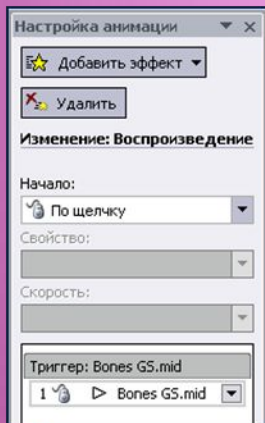 Настройка анимации
Добавить эффект
Удалить
Изменение: Воспроизведение
Начало:
По щелчку
Свойство:
Скорость:
Триггер: Bones GS.mid
1 Bones GS.mid